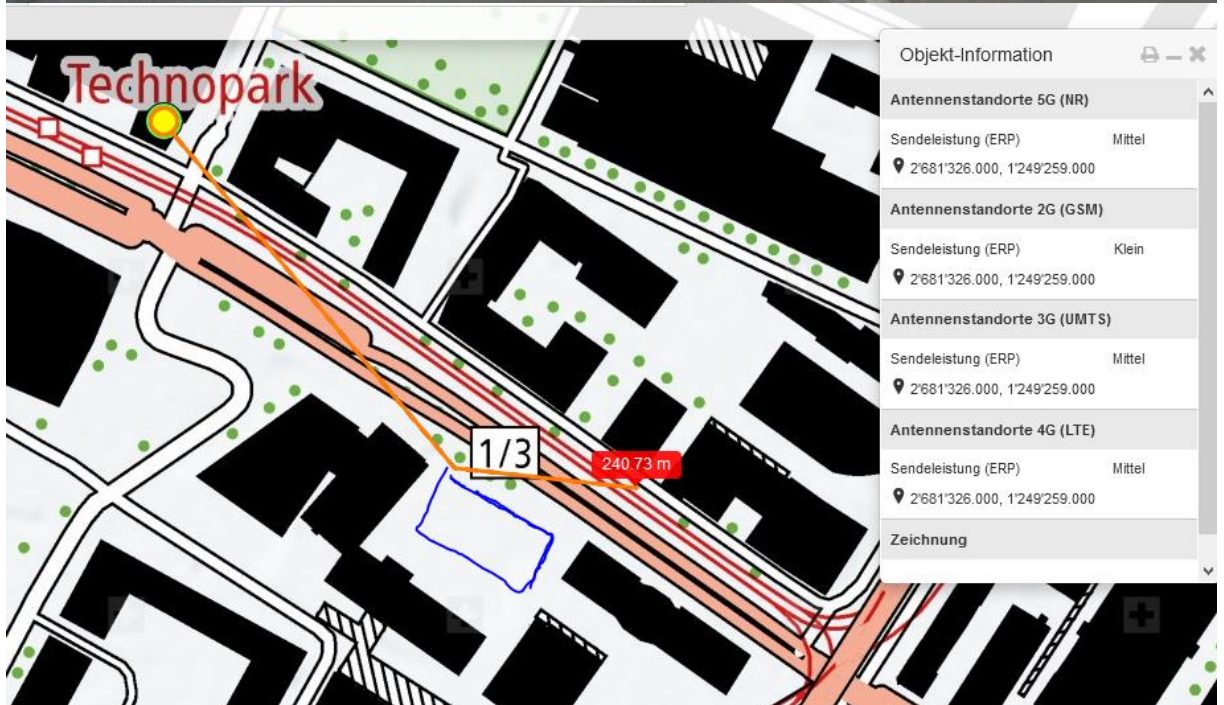 Technopark
1/3
240.73 m
Objekt-Information
Antennenstandorte 5G (NR)
Sendeleistung (ERP) Mittel
2'681'326.000, 1'249'259.000
Antennenstandorte 2G (GSM)
Sendeleistung (ERP) Klein
2'681'326.000, 1'249'259.000
Antennenstandorte 3G (UMTS)
Sendeleistung (ERP) Mittel
2'681'326.000, 1'249'259.000
Antennenstandorte 4G (LTE)
Sendeleistung (ERP) Mittel
2'681'326.000, 1'249'259.000
Zeichnung